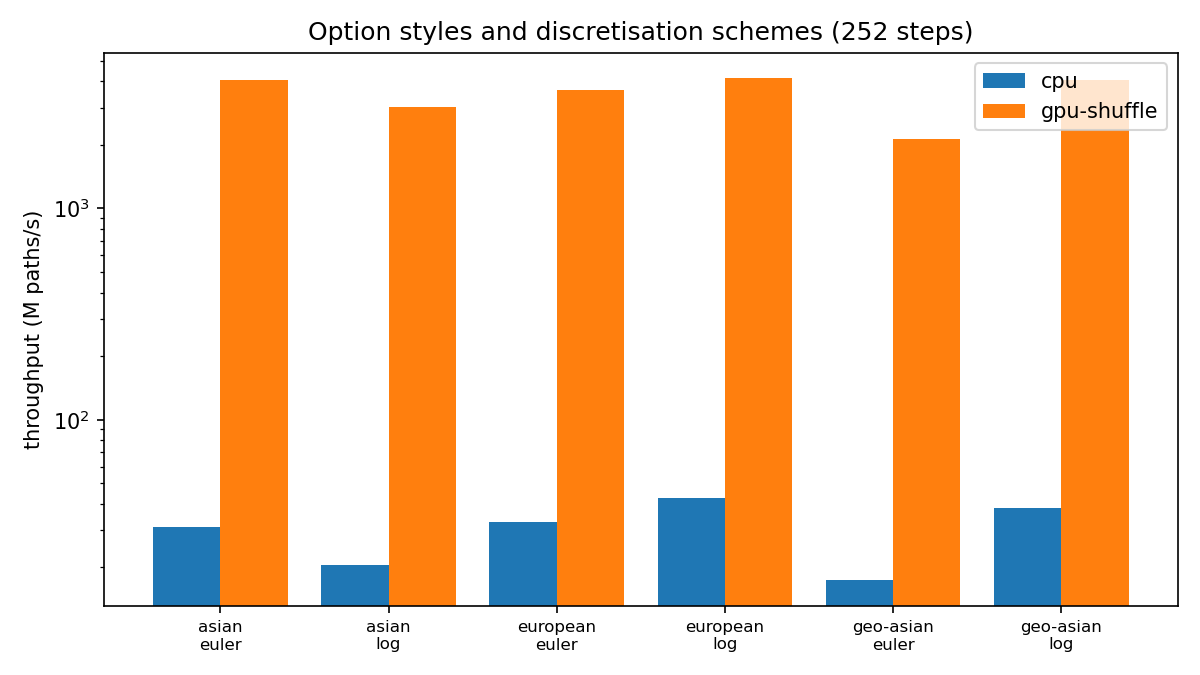 Option styles and discretisation schemes (252 steps)
cpu
gpu-shuffle
throughput (M paths/s)
10³
10²
asian
euler
asian
log
european
euler
european
log
geo-asian
euler
geo-asian
log